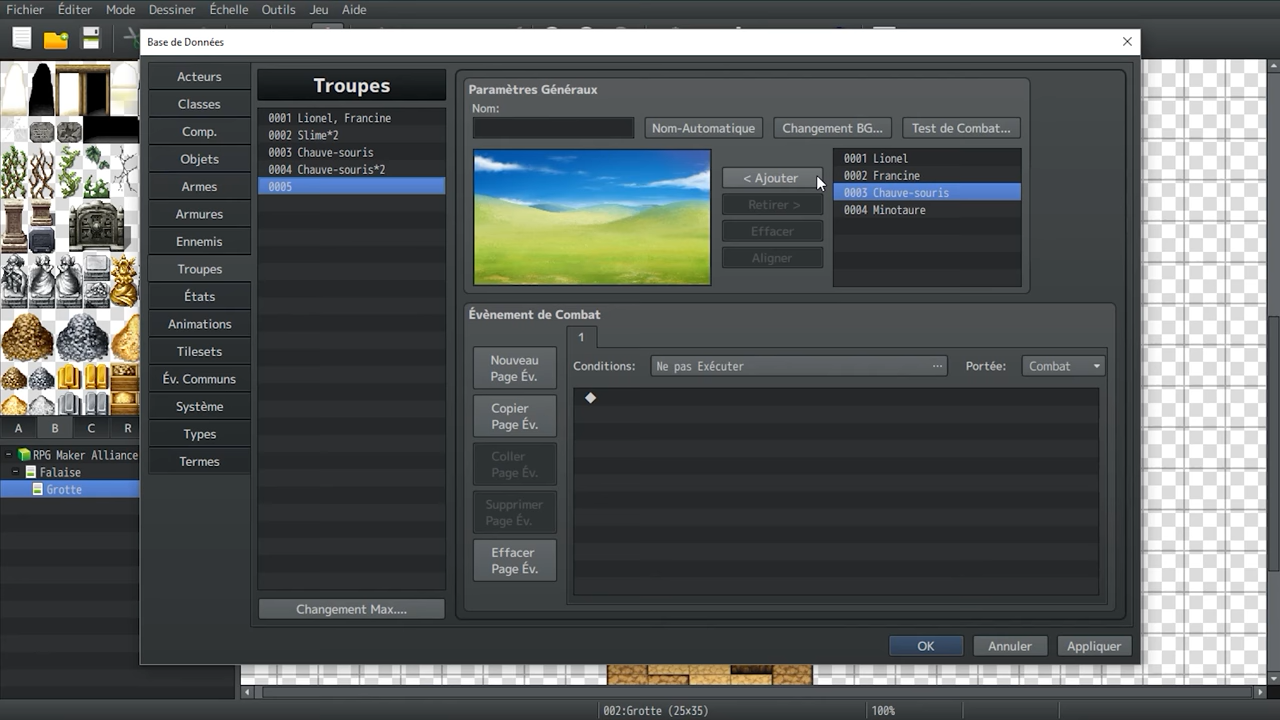 Fichier Éditer Mode Dessiner Échelle Outils Jeu Aide
Base de Données
Acteurs
Classes
Comp.
Objets
Armes
Armures
Ennemis
Troupes
États
Animations
Tilesets
Év. Communs
Système
Types
Termes
Troupes
0001 Lionel, Francine
0002 Slime*2
0003 Chauve-souris
0004 Chauve-souris*2
0005
Changement Max....
Paramètres Généraux
Nom:
Nom-Automatique
Changement BG...
Test de Combat...
< Ajouter
Retirer >
Effacer
Aligner
0001 Lionel
0002 Francine
0003 Chauve-souris
0004 Minotaure
Évènement de Combat
1
Nouveau
Page Év.
Copier
Page Év.
Coller
Page Év.
Supprimer
Page Év.
Effacer
Page Év.
Conditions: Ne pas Exécuter ... Portée: Combat
OK Annuler Appliquer
A B C R
RPG Maker Alliance
Falaise
Grotte
002:Grotte (25x35) 100%